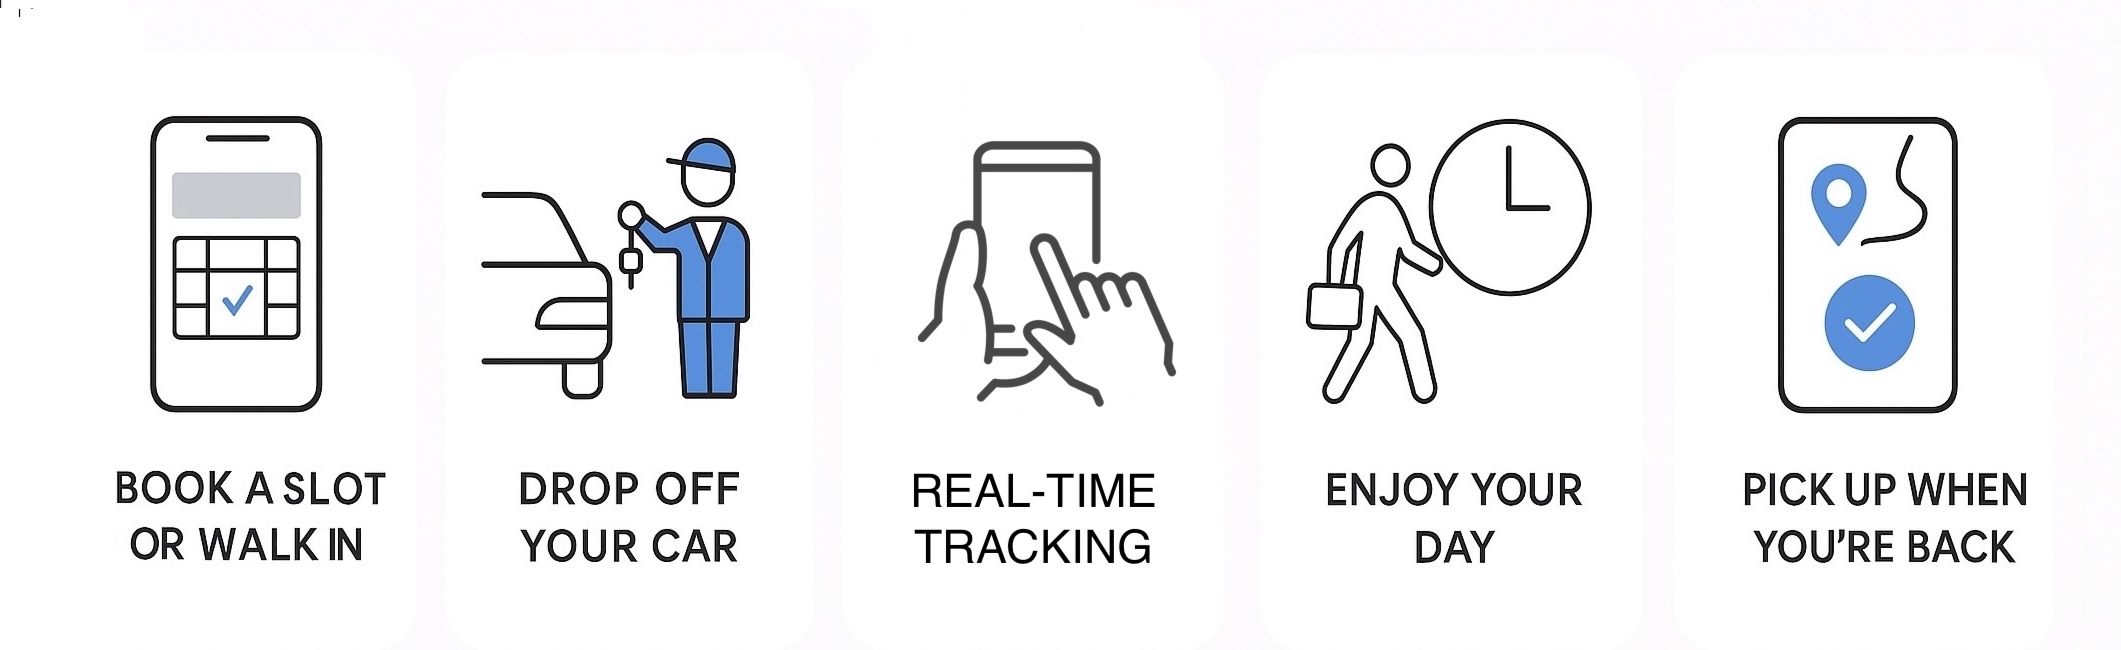 BOOK A SLOT
OR WALK IN
DROP OFF
YOUR CAR
REAL-TIME
TRACKING
ENJOY YOUR
DAY
PICK UP WHEN
YOU’RE BACK